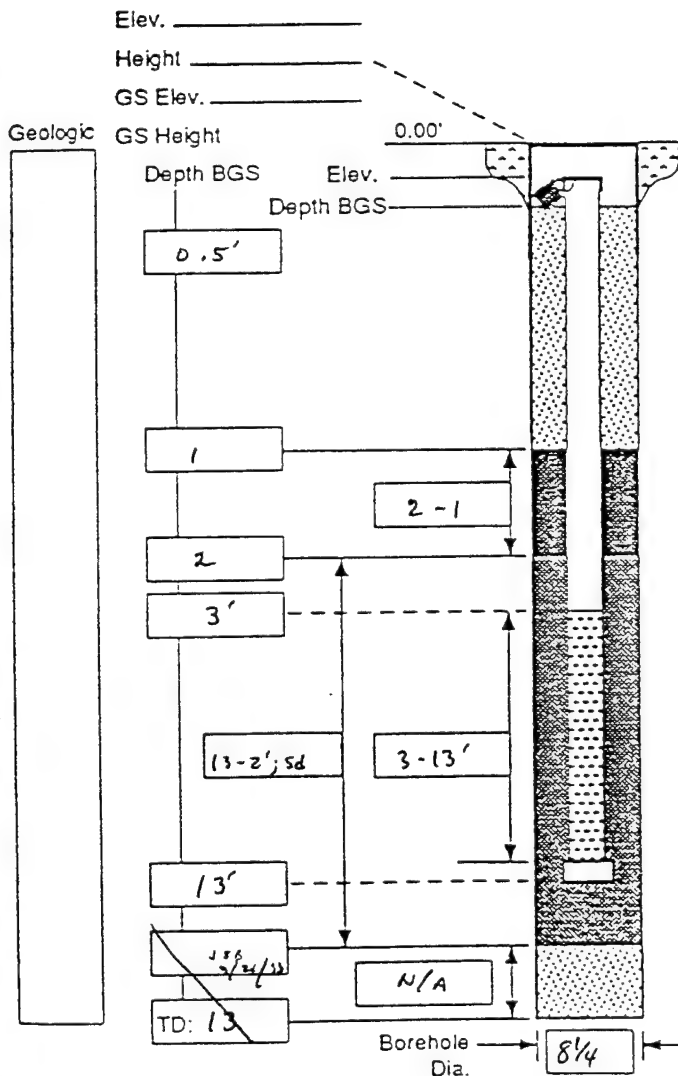 Elev.
Height
GS Elev.
Geologic GS Height 0.00'
Depth BGS Elev.
Depth BGS
0.5'
1
2-1
2
3'
13-2'; sd 3-13'
13'
N/A
TD: 13
Borehole Dia. 8 1/4